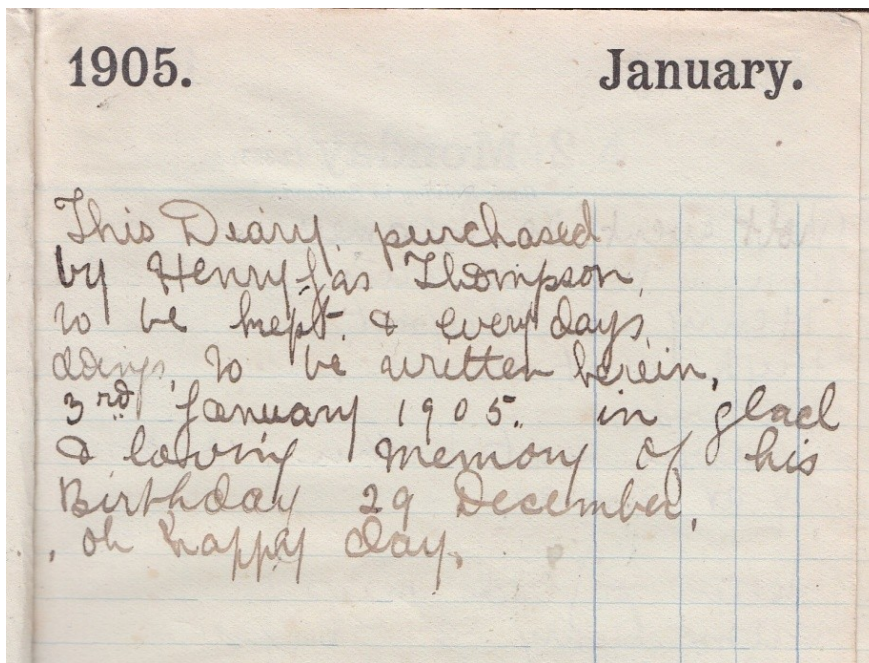 1905. January.
This Diary, purchased
by Henry Jas Thompson,
to be kept, & every days,
doings, to be written herein,
3rd January 1905. in glad
& loving memory of his
Birthday 29 December,
, oh happy day,